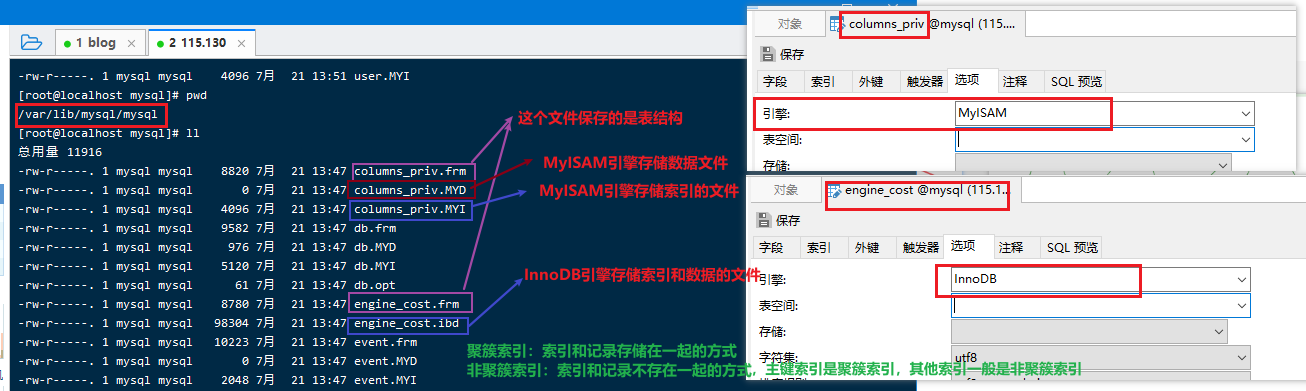 1 blog ×
2 115.130 ×
-rw-r-----. 1 mysql mysql 4096 7月 21 13:51 user.MYI
[root@localhost mysql]# pwd
/var/lib/mysql/mysql
[root@localhost mysql]# ll
总用量 11916
-rw-r-----. 1 mysql mysql 8820 7月 21 13:47 columns_priv.frm
-rw-r-----. 1 mysql mysql 0 7月 21 13:47 columns_priv.MYD
-rw-r-----. 1 mysql mysql 4096 7月 21 13:47 columns_priv.MYI
-rw-r-----. 1 mysql mysql 9582 7月 21 13:47 db.frm
-rw-r-----. 1 mysql mysql 976 7月 21 13:47 db.MYD
-rw-r-----. 1 mysql mysql 5120 7月 21 13:47 db.MYI
-rw-r-----. 1 mysql mysql 61 7月 21 13:47 db.opt
-rw-r-----. 1 mysql mysql 8780 7月 21 13:47 engine_cost.frm
-rw-r-----. 1 mysql mysql 98304 7月 21 13:47 engine_cost.ibd
-rw-r-----. 1 mysql mysql 10223 7月 21 13:47 event.frm
-rw-r-----. 1 mysql mysql 0 7月 21 13:47 event.MYD
-rw-r-----. 1 mysql mysql 2048 7月 21 13:47 event.MYI
这个文件保存的是表结构
MyISAM引擎存储数据文件
MyISAM引擎存储索引的文件
InnoDB引擎存储索引和数据的文件
聚簇索引：索引和记录存储在一起的方式
非聚簇索引：索引和记录不存在一起的方式，主键索引是聚簇索引，其他索引一般是非聚簇索引
对象
columns_priv @mysql (115....
保存
字段 索引 外键 触发器 选项 注释 SQL 预览
引擎: MyISAM
表空间:
存储:
对象
engine_cost @mysql (115.1...
保存
字段 索引 外键 触发器 选项 注释 SQL 预览
引擎: InnoDB
表空间:
存储:
字符集: utf8